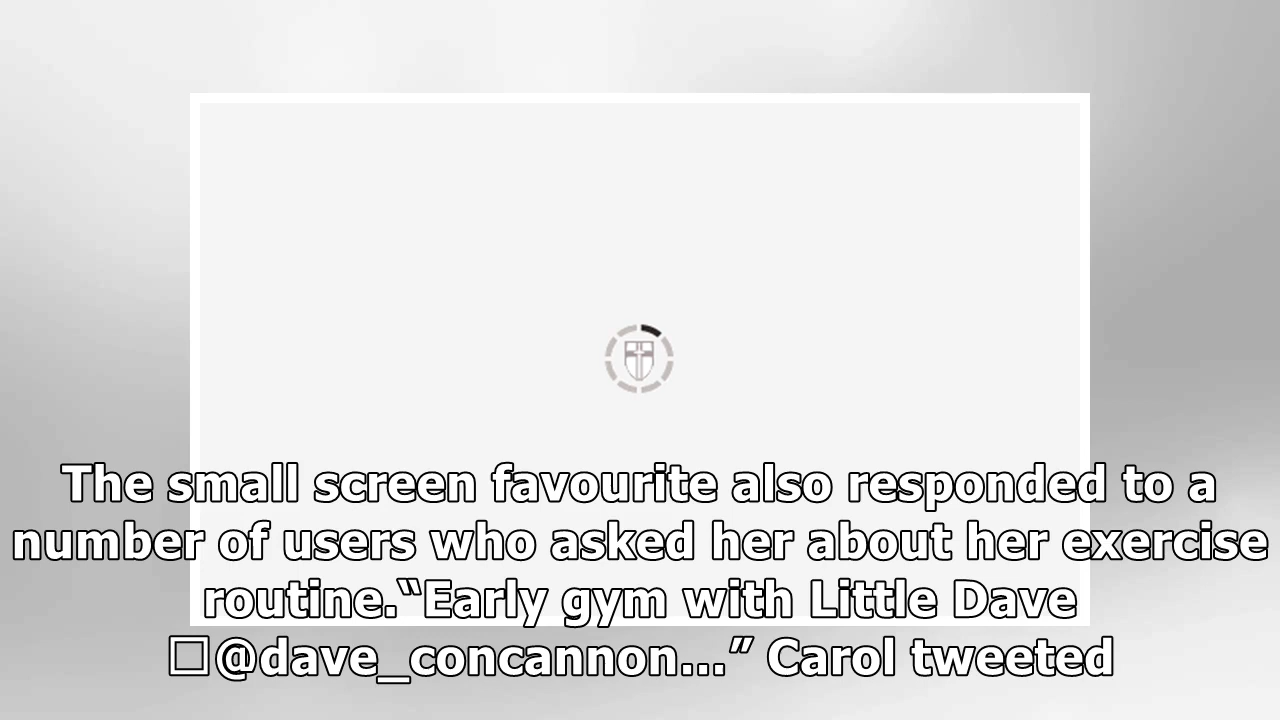 The small screen favourite also responded to a
number of users who asked her about her exercise
routine.“Early gym with Little Dave
□@dave_concannon...” Carol tweeted